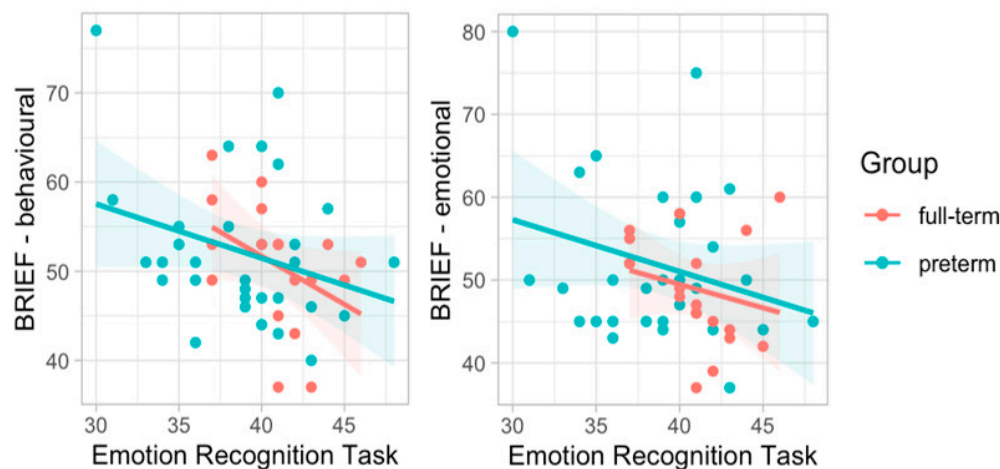 BRIEF - behavioural
70
60
50
40
30
35
40
45
Emotion Recognition Task
BRIEF - emotional
80
70
60
50
40
30
35
40
45
Emotion Recognition Task
Group
full-term
preterm